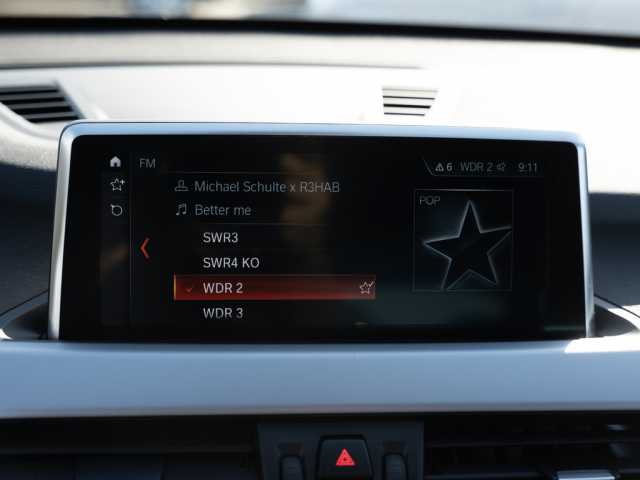 FM
6 WDR 2 9:11
Michael Schulte x R3HAB
Better me
POP
SWR3
SWR4 KO
WDR 2
WDR 3